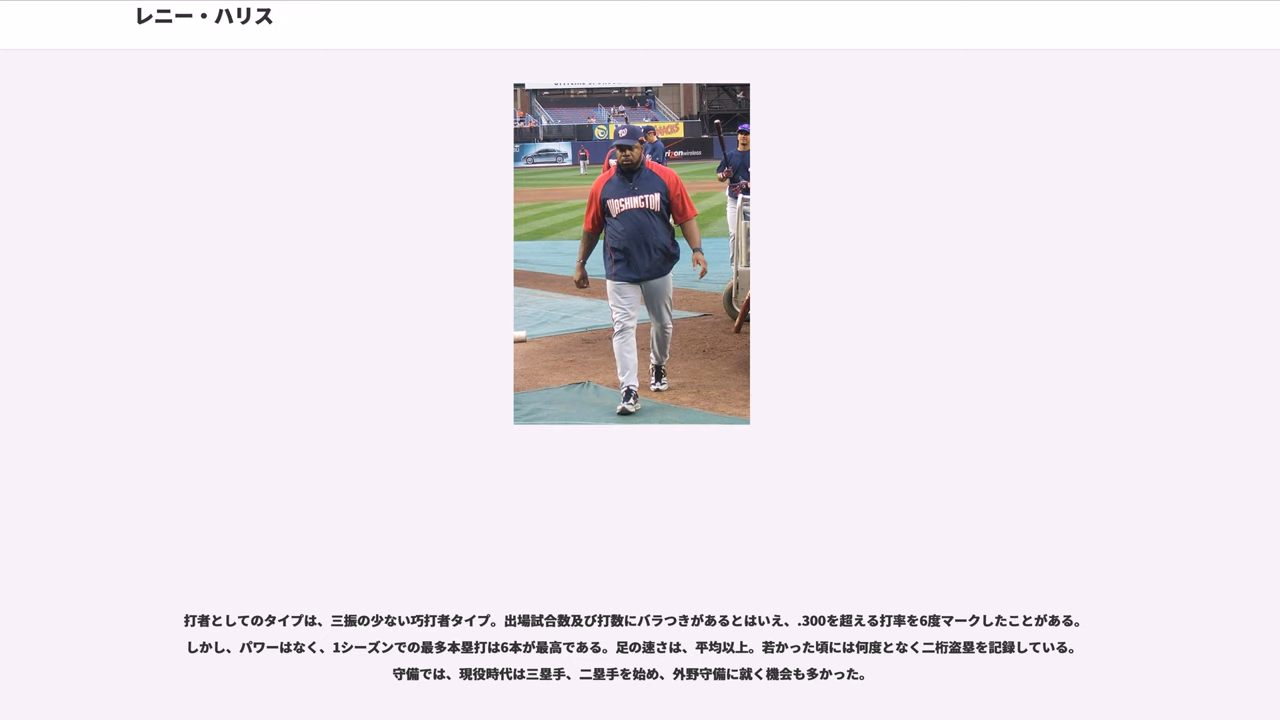 レニー・ハリス
WASHINGTON
打者としてのタイプは、三振の少ない巧打者タイプ。出場試合数及び打数にバラつきがあるとはいえ、.300を超える打率を6度マークしたことがある。
しかし、パワーはなく、1シーズンでの最多本塁打は6本が最高である。足の速さは、平均以上。若かった頃には何度となく二桁盗塁を記録している。
守備では、現役時代は三塁手、二塁手を始め、外野守備に就く機会も多かった。